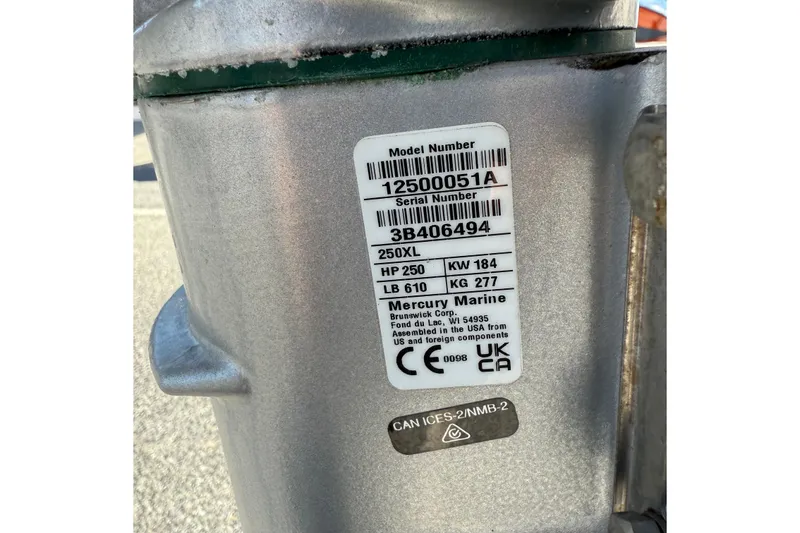 Model Number
12500051A
Serial Number
3B406494
250XL
HP 250 KW 184
LB 610 KG 277
Mercury Marine
Brunswick Corp.
Fond du Lac, WI 54935
Assembled in the USA from
US and foreign components
CE 0098 UK
CA
CAN ICES-2/NMB-2